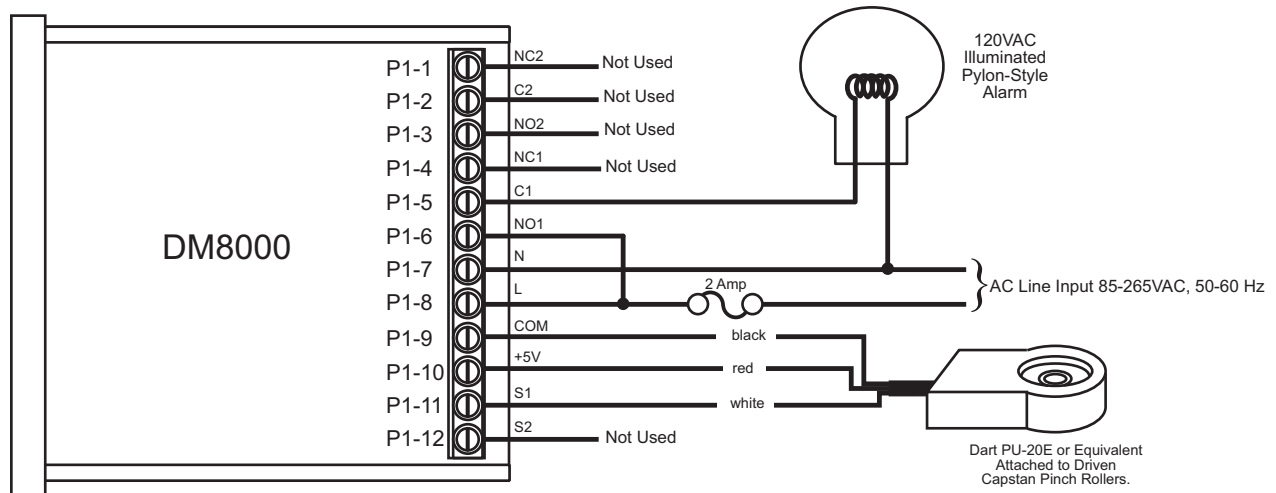 DM8000
P1-1 NC2 Not Used
P1-2 C2 Not Used
P1-3 NO2 Not Used
P1-4 NC1 Not Used
P1-5 C1
P1-6 NO1
P1-7 N
P1-8 L 2 Amp
P1-9 COM black
P1-10 +5V red
P1-11 S1 white
P1-12 S2 Not Used
120VAC
Illuminated
Pylon-Style
Alarm
AC Line Input 85-265VAC, 50-60 Hz
Dart PU-20E or Equivalent
Attached to Driven
Capstan Pinch Rollers.